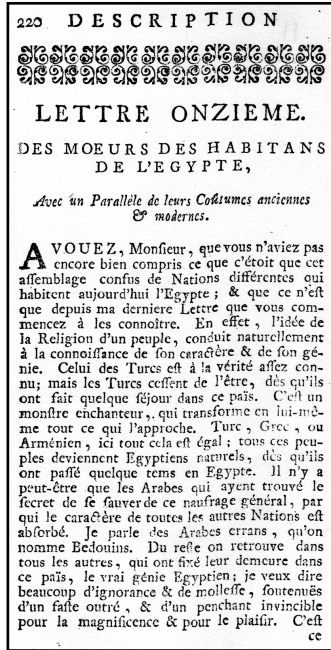 220 DESCRIPTION
LETTRE ONZIEME.
DES MOEURS DES HABITANS
DE L'EGYPTE,
Avec un Parallèle de leurs Coûtumes anciennes
& modernes.
AVOUEZ, Monsieur, que vous n'aviez pas
encore bien compris ce que c'étoit que cet
assemblage confus de Nations différentes qui
habitent aujourd'hui l'Egypte ; & que ce n'est
que depuis ma derniere Lettre que vous com-
mencez à les connoître. En effet, l'idée de
la Religion d'un peuple, conduit naturellement
à la connoissance de son caractère & de son gé-
nie. Celui des Turcs est à la vérité assez con-
nu; mais les Turcs cessent de l'être, dès qu'ils
ont fait quelque séjour dans ce païs. C'est un
monstre enchanteur, qui transforme en lui-mê-
me tout ce qui l'approche. Turc, Grec, ou
Arménien, ici tout cela est égal ; tous ces peu-
ples deviennent Egyptiens naturels, dès qu'ils
ont passé quelque tems en Egypte. Il n'y a
peut-être que les Arabes qui ayent trouvé le
secret de se sauver de ce naufrage général, par
qui le caractère de toutes les autres Nations est
absorbé. Je parle des Arabes errans, qu'on
nomme Bedouins. Du reste on retrouve dans
tous les autres, qui ont fixé leur demeure dans
ce païs, le vrai génie Egyptien; je veux dire
beaucoup d'ignorance & de mollesse, soutenuës
d'un faste outré, & d'un penchant invincible
pour la magnificence & pour le plaisir. C'est
ce